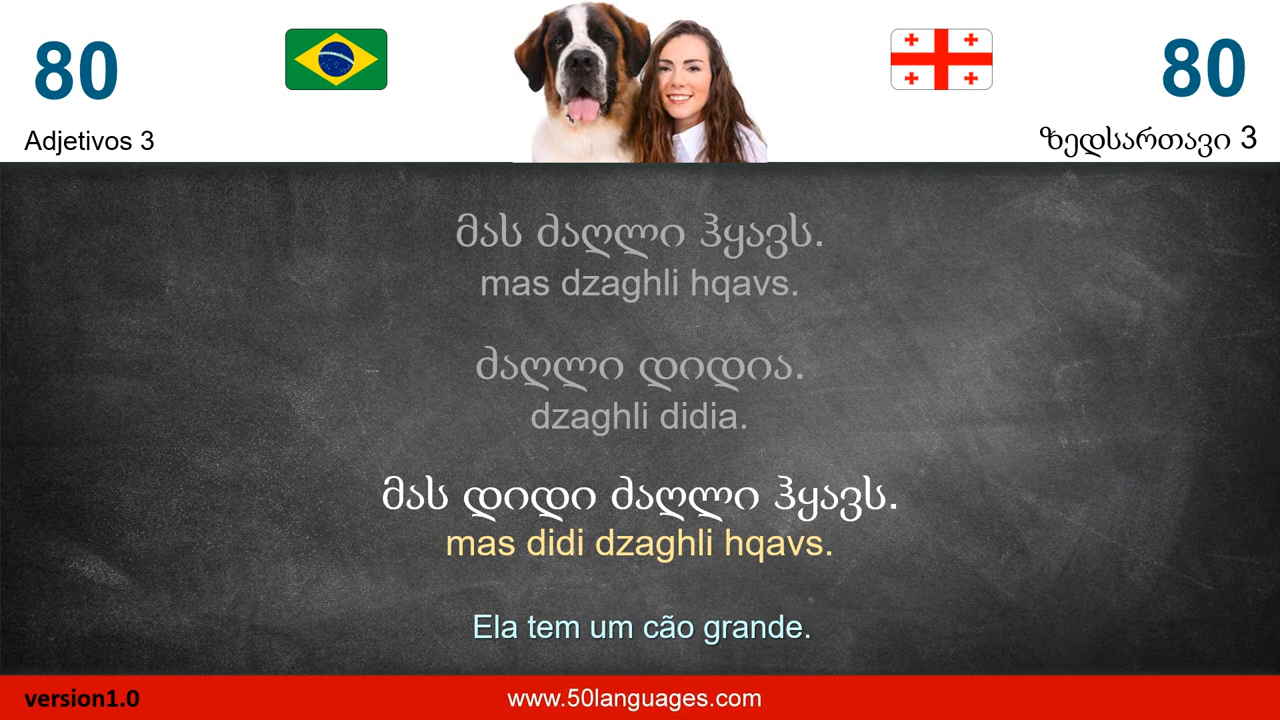 80
80
Adjetivos 3
ზედსართავი 3
მას ძაღლი ჰყავს.
mas dzaghli hqavs.
ძაღლი დიდია.
dzaghli didia.
მას დიდი ძაღლი ჰყავს.
mas didi dzaghli hqavs.
Ela tem um cão grande.
version1.0
www.50languages.com